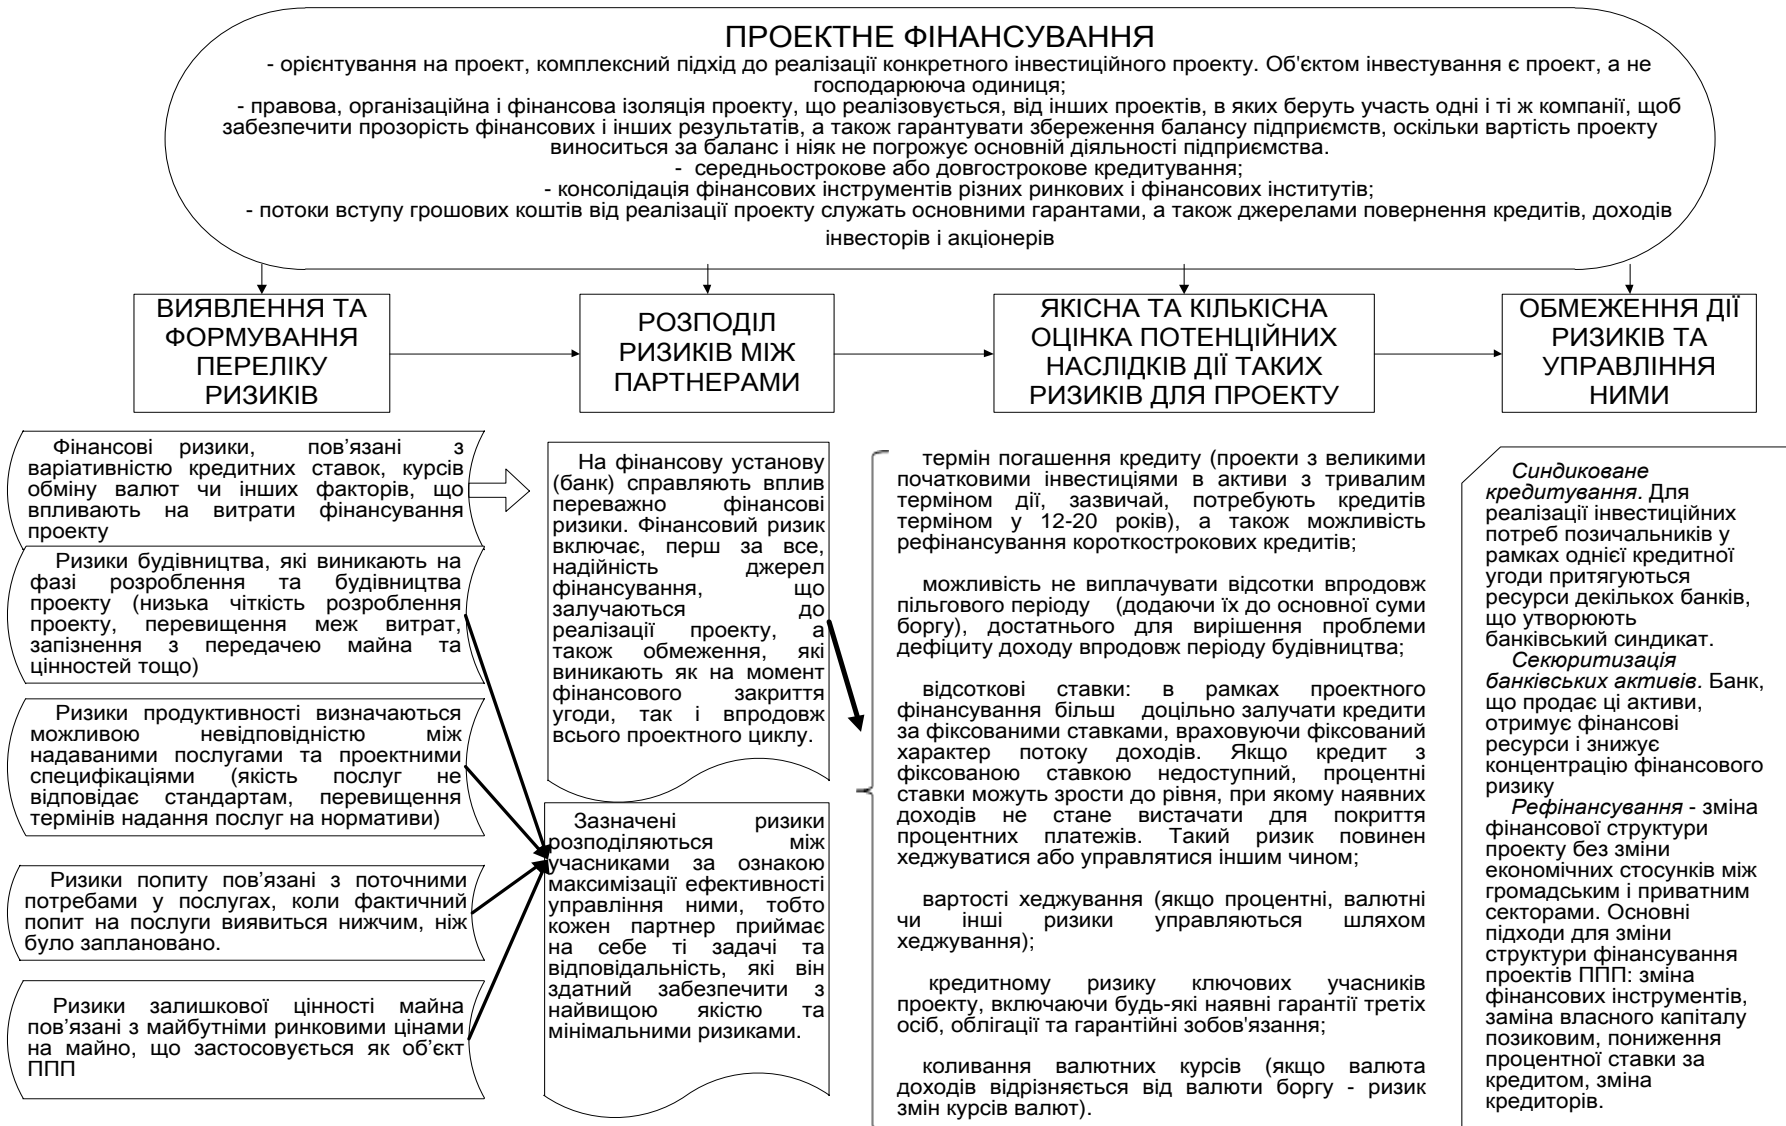 ПРОЕКТНЕ ФІНАНСУВАННЯ
- орієнтування на проект, комплексний підхід до реалізації конкретного інвестиційного проекту. Об'єктом інвестування є проект, а не
господарююча одиниця;
- правова, організаційна і фінансова ізоляція проекту, що реалізовується, від інших проектів, в яких беруть участь одні і ті ж компанії, щоб
забезпечити прозорість фінансових і інших результатів, а також гарантувати збереження балансу підприємств, оскільки вартість проекту
виноситься за баланс і ніяк не погрожує основній діяльності підприємства.
- середньострокове або довгострокове кредитування;
- консолідація фінансових інструментів різних ринкових і фінансових інститутів;
- потоки вступу грошових коштів від реалізації проекту служать основними гарантами, а також джерелами повернення кредитів, доходів
інвесторів і акціонерів
ВИЯВЛЕННЯ ТА
ФОРМУВАННЯ
ПЕРЕЛІКУ
РИЗИКІВ
РОЗПОДІЛ
РИЗИКІВ МІЖ
ПАРТНЕРАМИ
ЯКІСНА ТА КІЛЬКІСНА
ОЦІНКА ПОТЕНЦІЙНИХ
НАСЛІДКІВ ДІЇ ТАКИХ
РИЗИКІВ ДЛЯ ПРОЕКТУ
ОБМЕЖЕННЯ ДІЇ
РИЗИКІВ ТА
УПРАВЛІННЯ
НИМИ
Фінансові ризики, пов’язані з
варіативністю кредитних ставок, курсів
обміну валют чи інших факторів, що
впливають на витрати фінансування
проекту
Ризики будівництва, які виникають на
фазі розроблення та будівництва
проекту (низька чіткість розроблення
проекту, перевищення меж витрат,
запізнення з передачею майна та
цінностей тощо)
Ризики продуктивності визначаються
можливою невідповідністю між
надаваними послугами та проектними
специфікаціями (якість послуг не
відповідає стандартам, перевищення
термінів надання послуг на нормативи)
Ризики попиту пов’язані з поточними
потребами у послугах, коли фактичний
попит на послуги виявиться нижчим, ніж
було заплановано.
Ризики залишкової цінності майна
пов’язані з майбутніми ринковими цінами
на майно, що застосовується як об’єкт
ППП
На фінансову установу
(банк) справляють вплив
переважно фінансові
ризики. Фінансовий ризик
включає, перш за все,
надійність джерел
фінансування, що
залучаються до
реалізації проекту, а
також обмеження, які
виникають як на момент
фінансового закриття
угоди, так і впродовж
всього проектного циклу.
Зазначені ризики
розподіляються між
учасниками за ознакою
максимізації ефективності
управління ними, тобто
кожен партнер приймає
на себе ті задачі та
відповідальність, які він
здатний забезпечити з
найвищою якістю та
мінімальними ризиками.
термін погашення кредиту (проекти з великими
початковими інвестиціями в активи з тривалим
терміном дії, зазвичай, потребують кредитів
терміном у 12-20 років), а також можливість
рефінансування короткострокових кредитів;
можливість не виплачувати відсотки впродовж
пільгового періоду (додаючи їх до основної суми
боргу), достатнього для вирішення проблеми
дефіциту доходу впродовж періоду будівництва;
відсоткові ставки: в рамках проектного
фінансування більш доцільно залучати кредити
за фіксованими ставками, враховуючи фіксований
характер потоку доходів. Якщо кредит з
фіксованою ставкою недоступний, процентні
ставки можуть зрости до рівня, при якому наявних
доходів не стане вистачати для покриття
процентних платежів. Такий ризик повинен
хеджуватися або управлятися іншим чином;
вартості хеджування (якщо процентні, валютні
чи інші ризики управляються шляхом
хеджування);
кредитному ризику ключових учасників
проекту, включаючи будь-які наявні гарантії третіх
осіб, облігації та гарантійні зобов'язання;
коливання валютних курсів (якщо валюта
доходів відрізняється від валюти боргу - ризик
змін курсів валют).
Синдиковане
кредитування. Для
реалізації інвестиційних
потреб позичальників у
рамках однієї кредитної
угоди притягуються
ресурси декількох банків,
що утворюють
банківський синдикат.
Секюритизація
банківських активів. Банк,
що продає ці активи,
отримує фінансові
ресурси і знижує
концентрацію фінансового
ризику
Рефінансування - зміна
фінансової структури
проекту без зміни
економічних стосунків між
громадським і приватним
секторами. Основні
підходи для зміни
структури фінансування
проектів ППП: зміна
фінансових інструментів,
заміна власного капіталу
позиковим, пониження
процентної ставки за
кредитом, зміна
кредиторів.